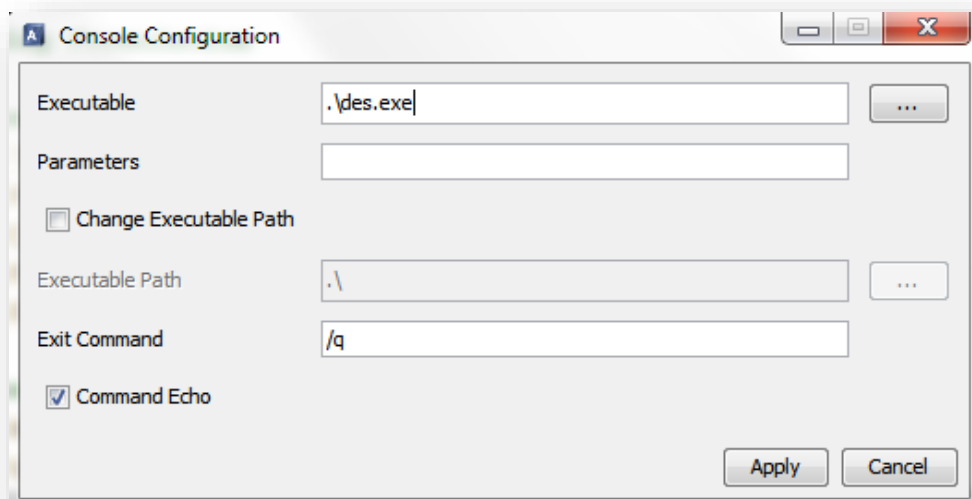 Console Configuration
Executable .\des.exe ...
Parameters
Change Executable Path
Executable Path .\ ...
Exit Command /q
Command Echo
Apply Cancel